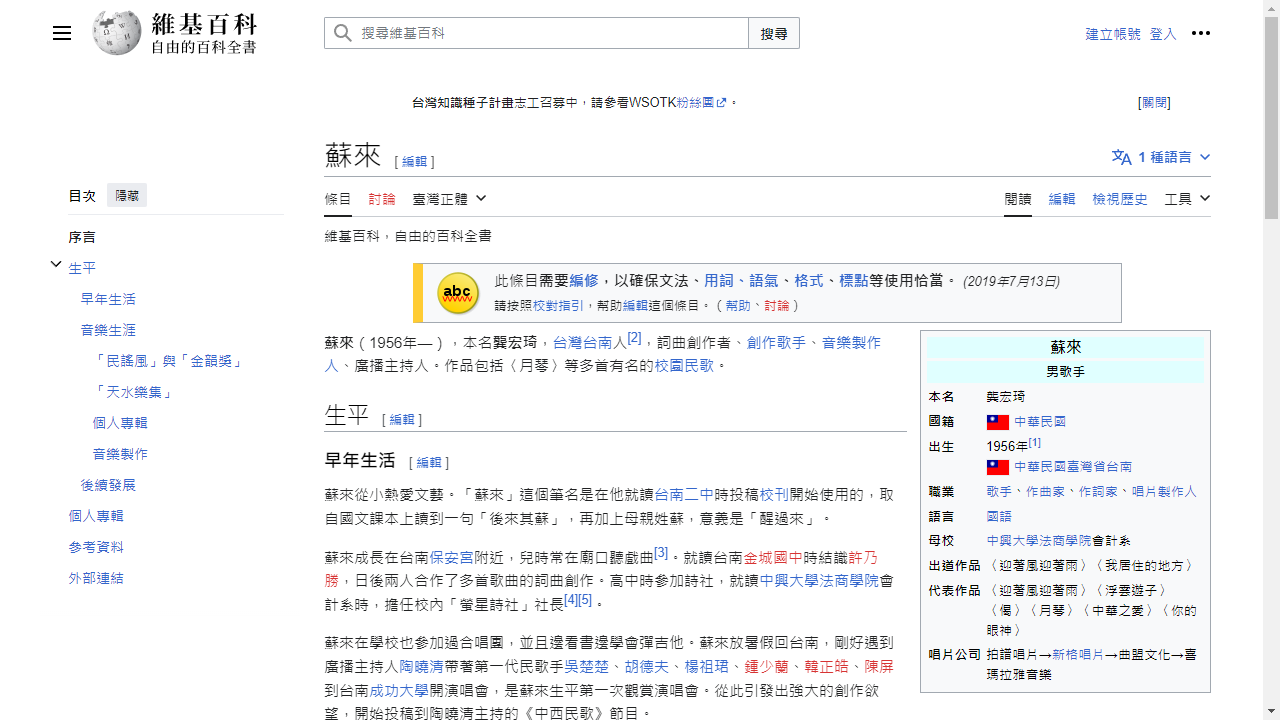 維基百科
自由的百科全書
搜尋維基百科
搜尋
建立帳號 登入
台灣知識種子計畫志工召募中，請參看WSOTK粉絲團。
[關閉]
蘇來
[編輯]
1 種語言
目次
隱藏
序言
生平
早年生活
音樂生涯
「民謠風」與「金韻獎」
「天水樂集」
個人專輯
音樂製作
後續發展
個人專輯
參考資料
外部連結
條目 討論 臺灣正體
閱讀 編輯 檢視歷史 工具
維基百科，自由的百科全書
abc
此條目需要編修，以確保文法、用詞、語氣、格式、標點等使用恰當。 (2019年7月13日)
請按照校對指引，幫助編輯這個條目。（幫助、討論）
蘇來（1956年—），本名龔宏琦，台灣台南人[2]，詞曲創作者、創作歌手、音樂製作
人、廣播主持人。作品包括〈月琴〉等多首有名的校園民歌。
生平 [編輯]
早年生活 [編輯]
蘇來從小熱愛文藝。「蘇來」這個筆名是在他就讀台南二中時投稿校刊開始使用的，取
自國文課本上讀到一句「後來其蘇」，再加上母親姓蘇，意義是「醒過來」。
蘇來成長在台南保安宮附近，兒時常在廟口聽戲曲[3]。就讀台南金城國中時結識許乃
勝，日後兩人合作了多首歌曲的詞曲創作。高中時參加詩社，就讀中興大學法商學院會
計系時，擔任校內「螢星詩社」社長[4][5]。
蘇來在學校也參加過合唱團，並且邊看書邊學會彈吉他。蘇來放暑假回台南，剛好遇到
廣播主持人陶曉清帶著第一代民歌手吳楚楚、胡德夫、楊祖珺、鍾少蘭、韓正皓、陳屏
到台南成功大學開演唱會，是蘇來生平第一次觀賞演唱會。從此引發出強大的創作欲
望，開始投稿到陶曉清主持的《中西民歌》節目。
蘇來
男歌手
本名 龔宏琦
國籍 中華民國
出生 1956年[1]
中華民國臺灣省台南
職業 歌手、作曲家、作詞家、唱片製作人
語言 國語
母校 中興大學法商學院會計系
出道作品 〈迎著風迎著雨〉〈我居住的地方〉
代表作品 〈迎著風迎著雨〉〈浮雲遊子〉
〈偈〉〈月琴〉〈中華之愛〉〈你的
眼神〉
唱片公司 拍譜唱片→新格唱片→曲盟文化→喜
瑪拉雅音樂